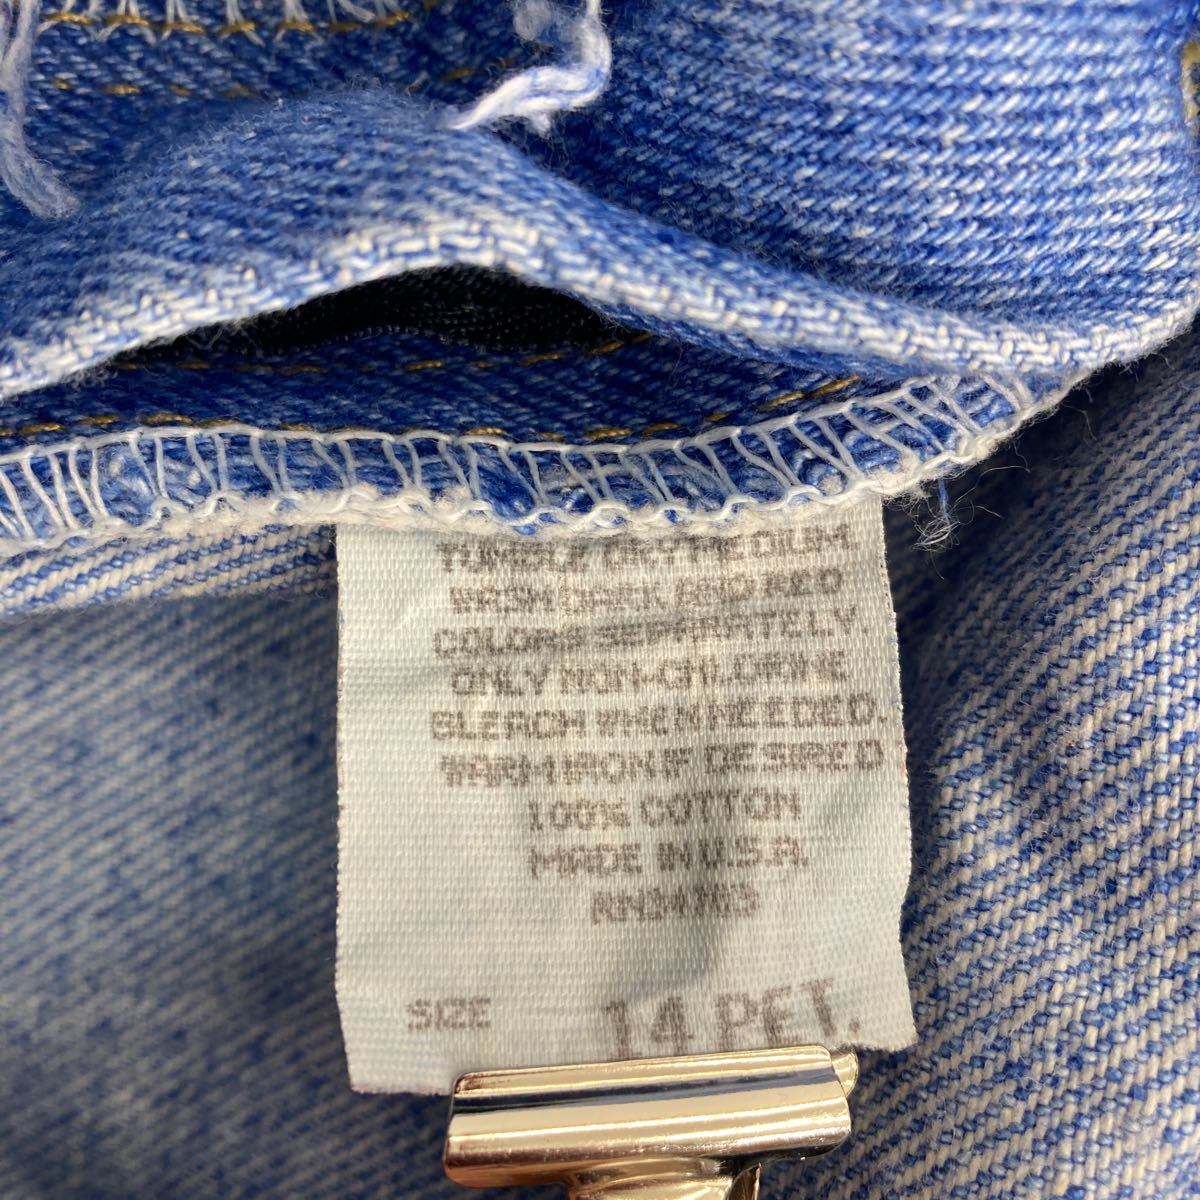 TUMBLE DRY MEDIUM
WASH DARK AND RED
COLORS SEPARATELY.
ONLY NON-CHLORINE
BLEACH WHEN NEEDED.
WARM IRON IF DESIRED
100% COTTON
MADE IN U.S.A.
SIZE 14 PET.